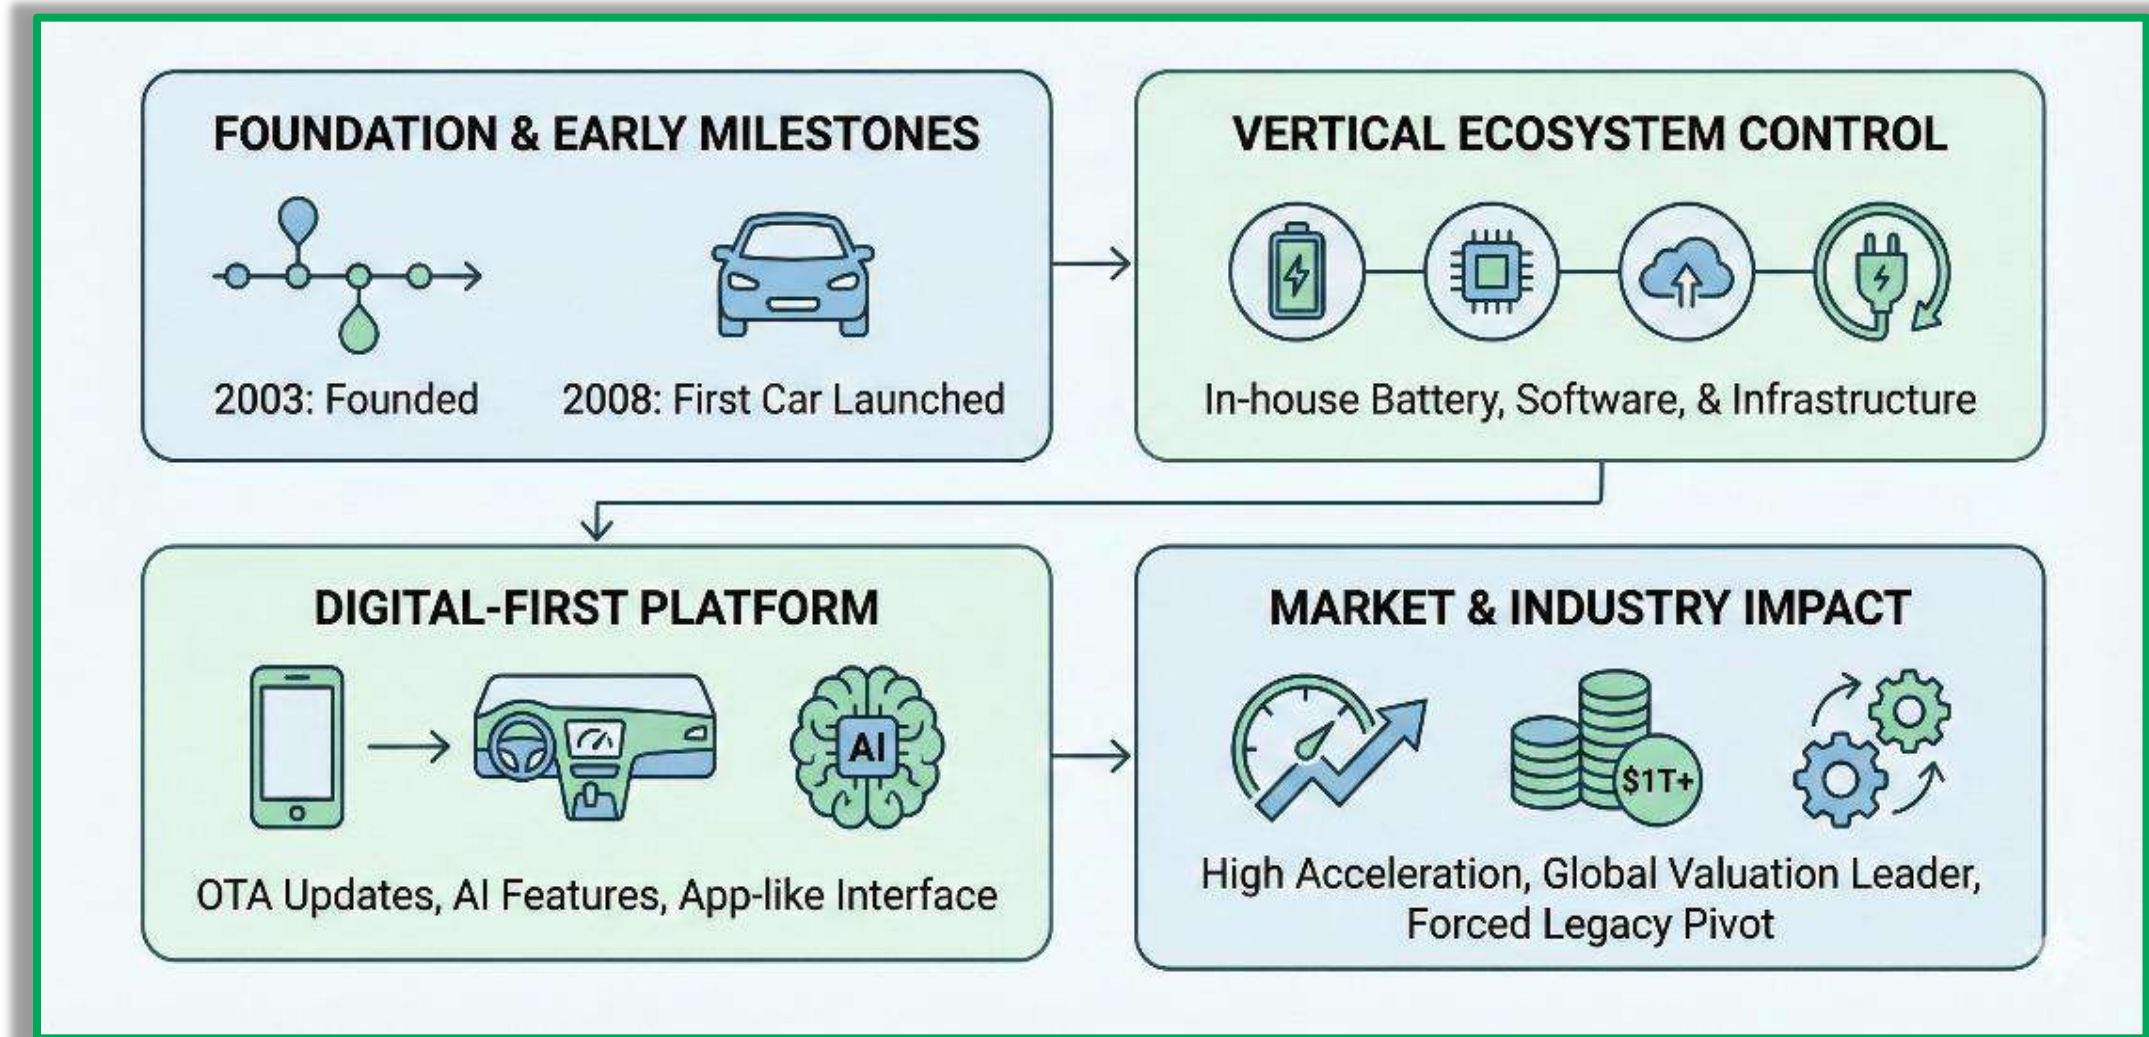 FOUNDATION & EARLY MILESTONES
2003: Founded
2008: First Car Launched
VERTICAL ECOSYSTEM CONTROL
In-house Battery, Software, & Infrastructure
DIGITAL-FIRST PLATFORM
AI
OTA Updates, AI Features, App-like Interface
MARKET & INDUSTRY IMPACT
$1T+
High Acceleration, Global Valuation Leader,
Forced Legacy Pivot